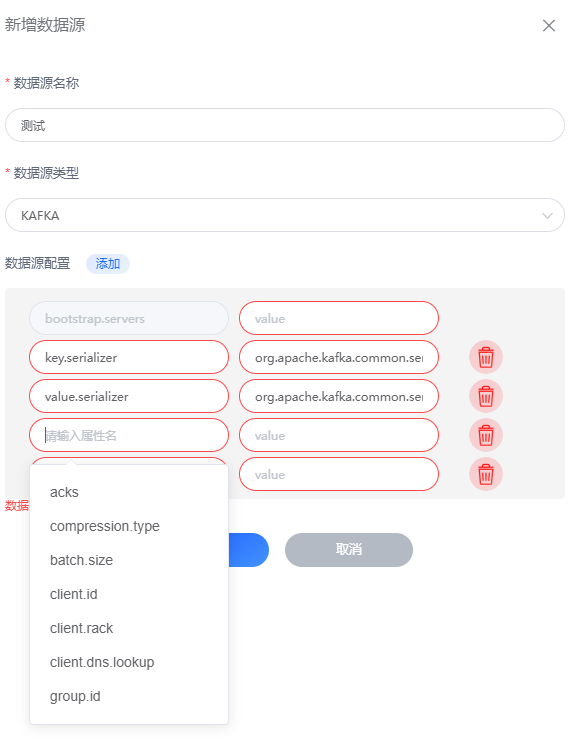 新增数据源
* 数据源名称
测试
* 数据源类型
KAFKA
数据源配置 添加
bootstrap.servers value
key.serializer org.apache.kafka.common.ser
value.serializer org.apache.kafka.common.ser
请输入属性名 value
value
数据
取消
acks
compression.type
batch.size
client.id
client.rack
client.dns.lookup
group.id